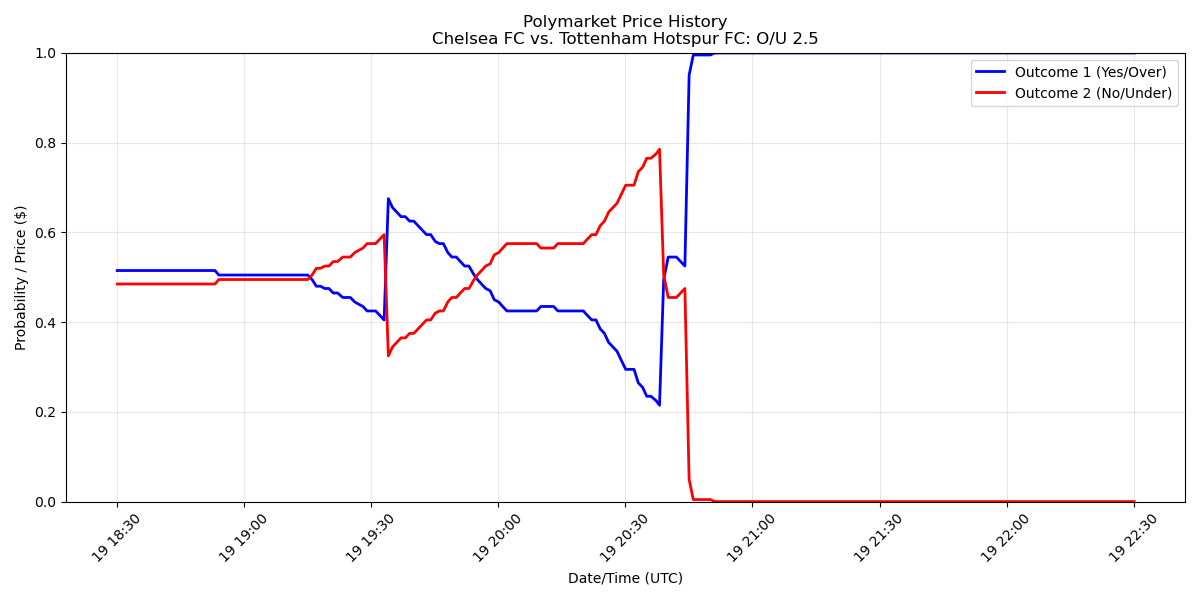 Polymarket Price History
Chelsea FC vs. Tottenham Hotspur FC: O/U 2.5
Outcome 1 (Yes/Over)
Outcome 2 (No/Under)
Probability / Price ($)
1.0
0.8
0.6
0.4
0.2
0.0
19 18:30
19 19:00
19 19:30
19 20:00
19 20:30
19 21:00
19 21:30
19 22:00
19 22:30
Date/Time (UTC)